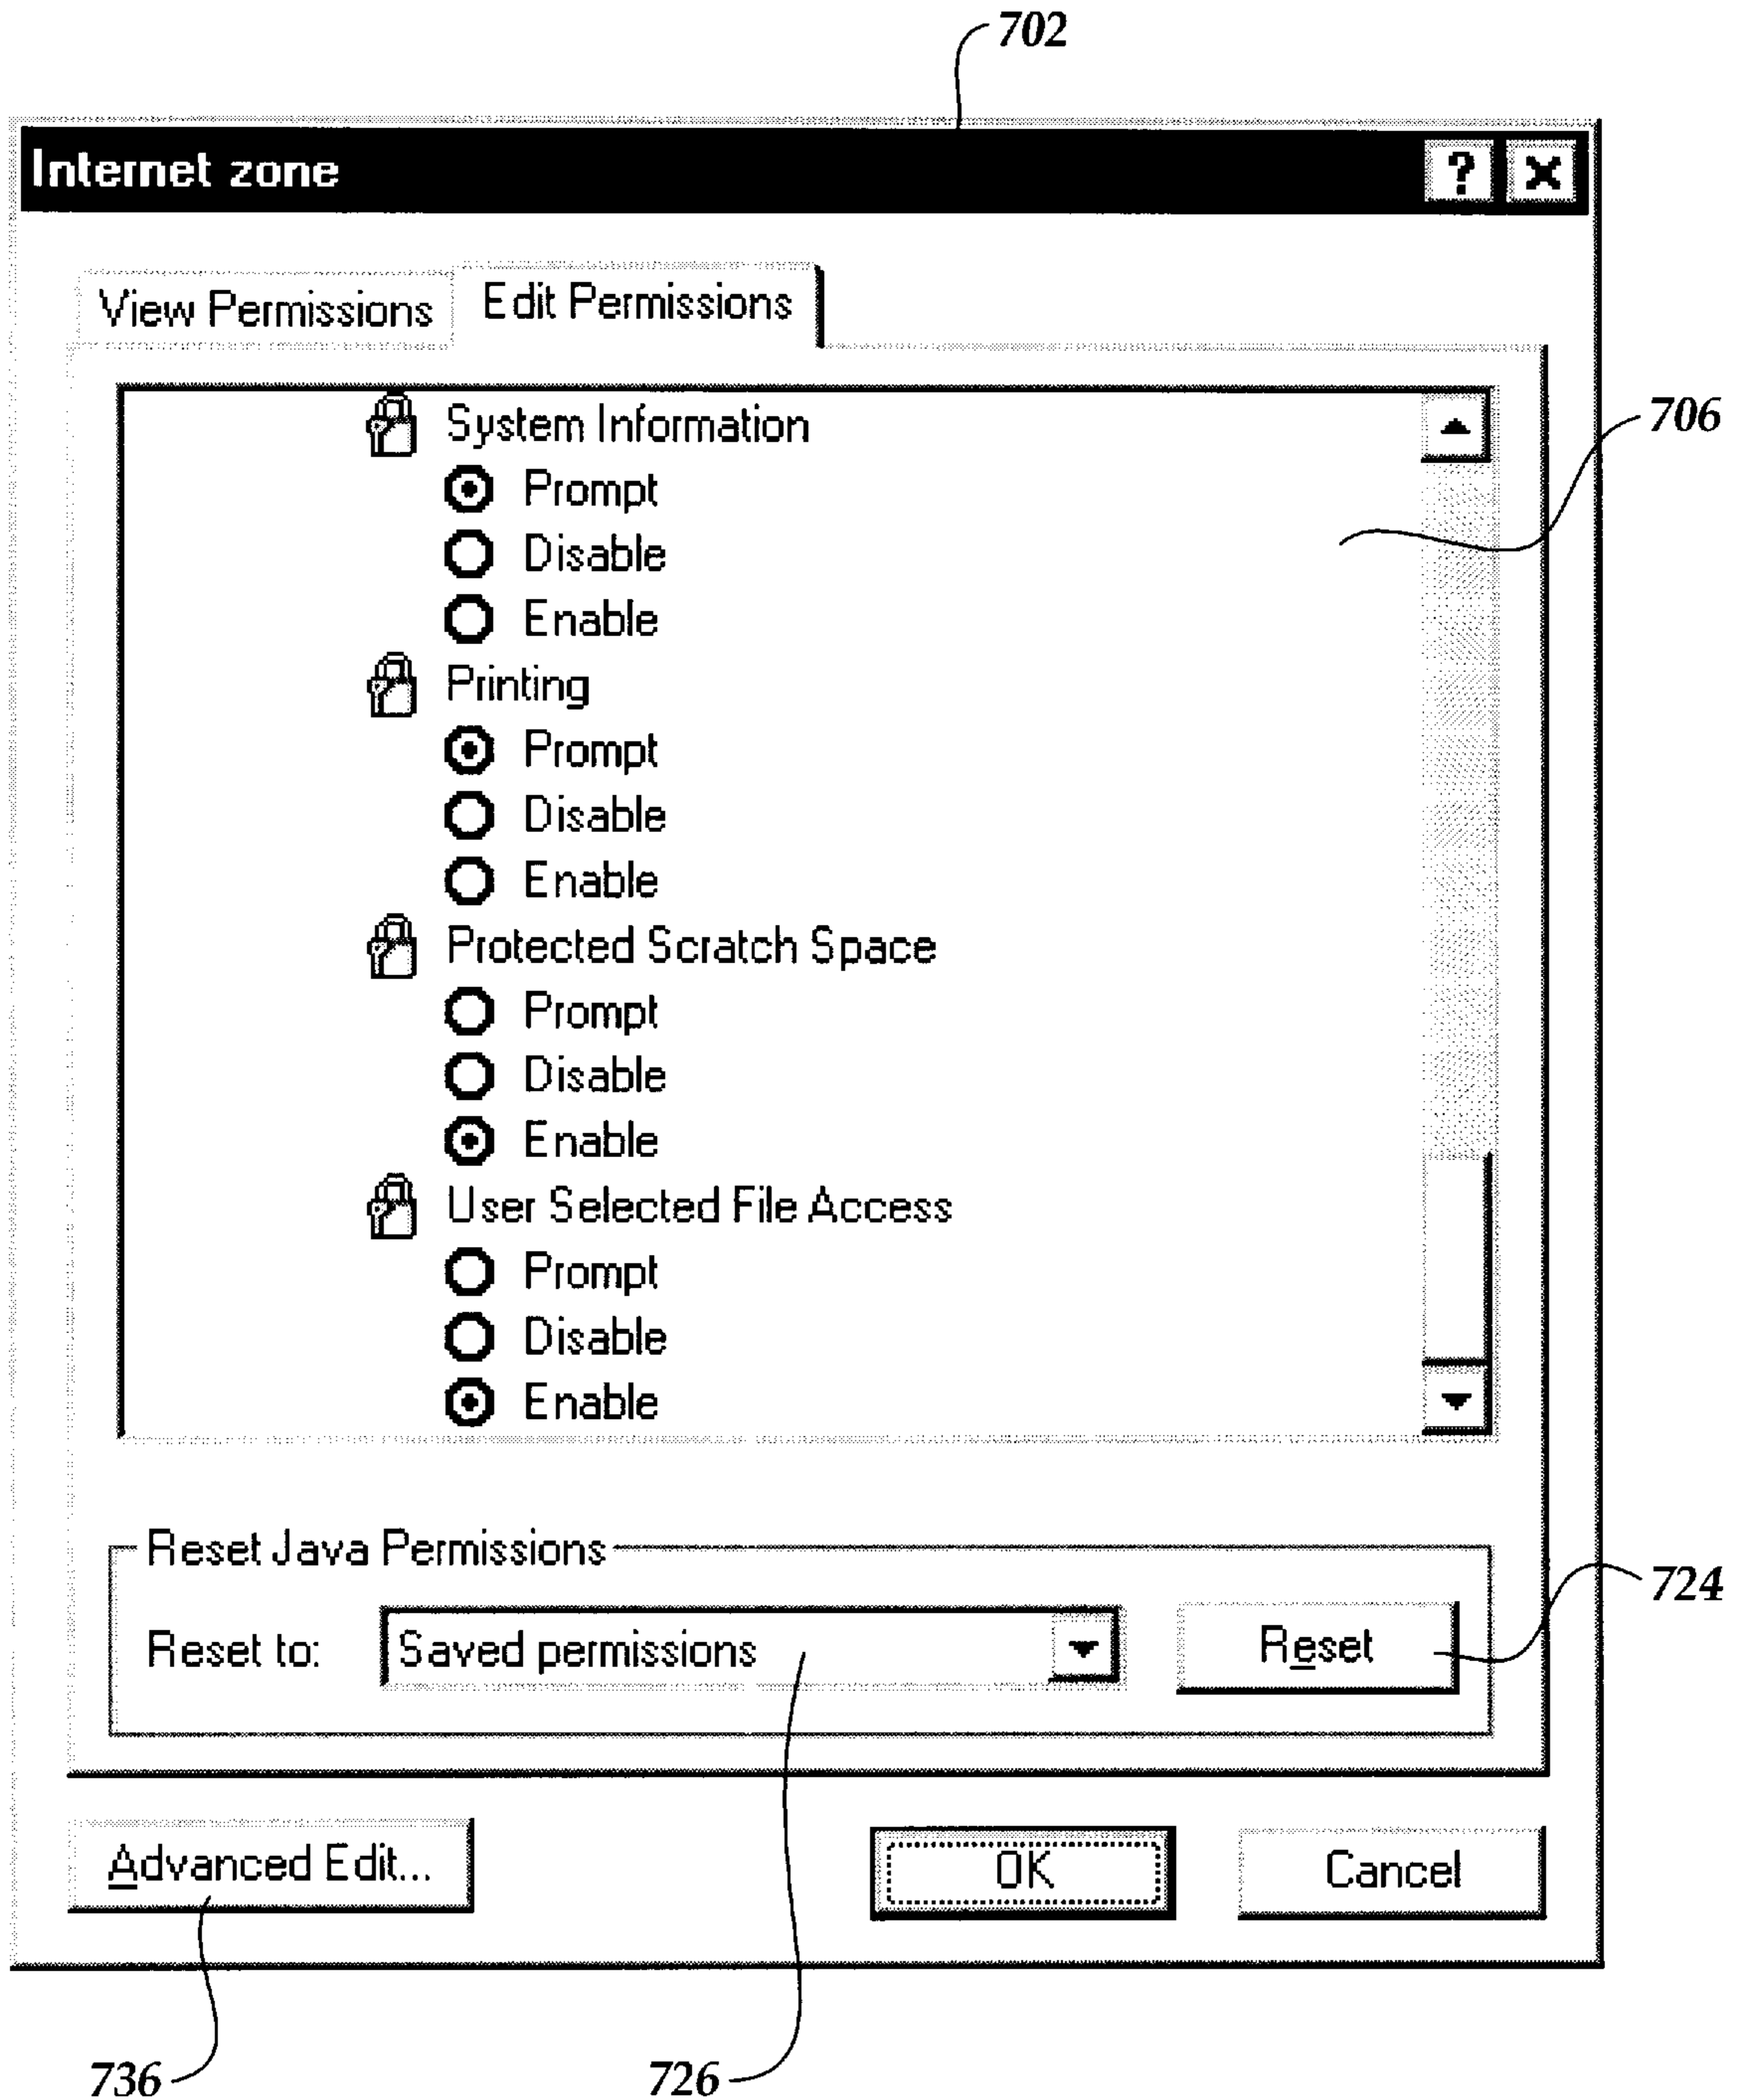 702
Internet zone ?
View Permissions Edit Permissions
System Information
706
Prompt
Disable
Enable
Printing
Prompt
Disable
Enable
Protected Scratch Space
Prompt
Disable
Enable
User Selected File Access
Prompt
Disable
Enable
Reset Java Permissions
724
Reset to: Saved permissions Reset
Advanced Edit... OK Cancel
736 726